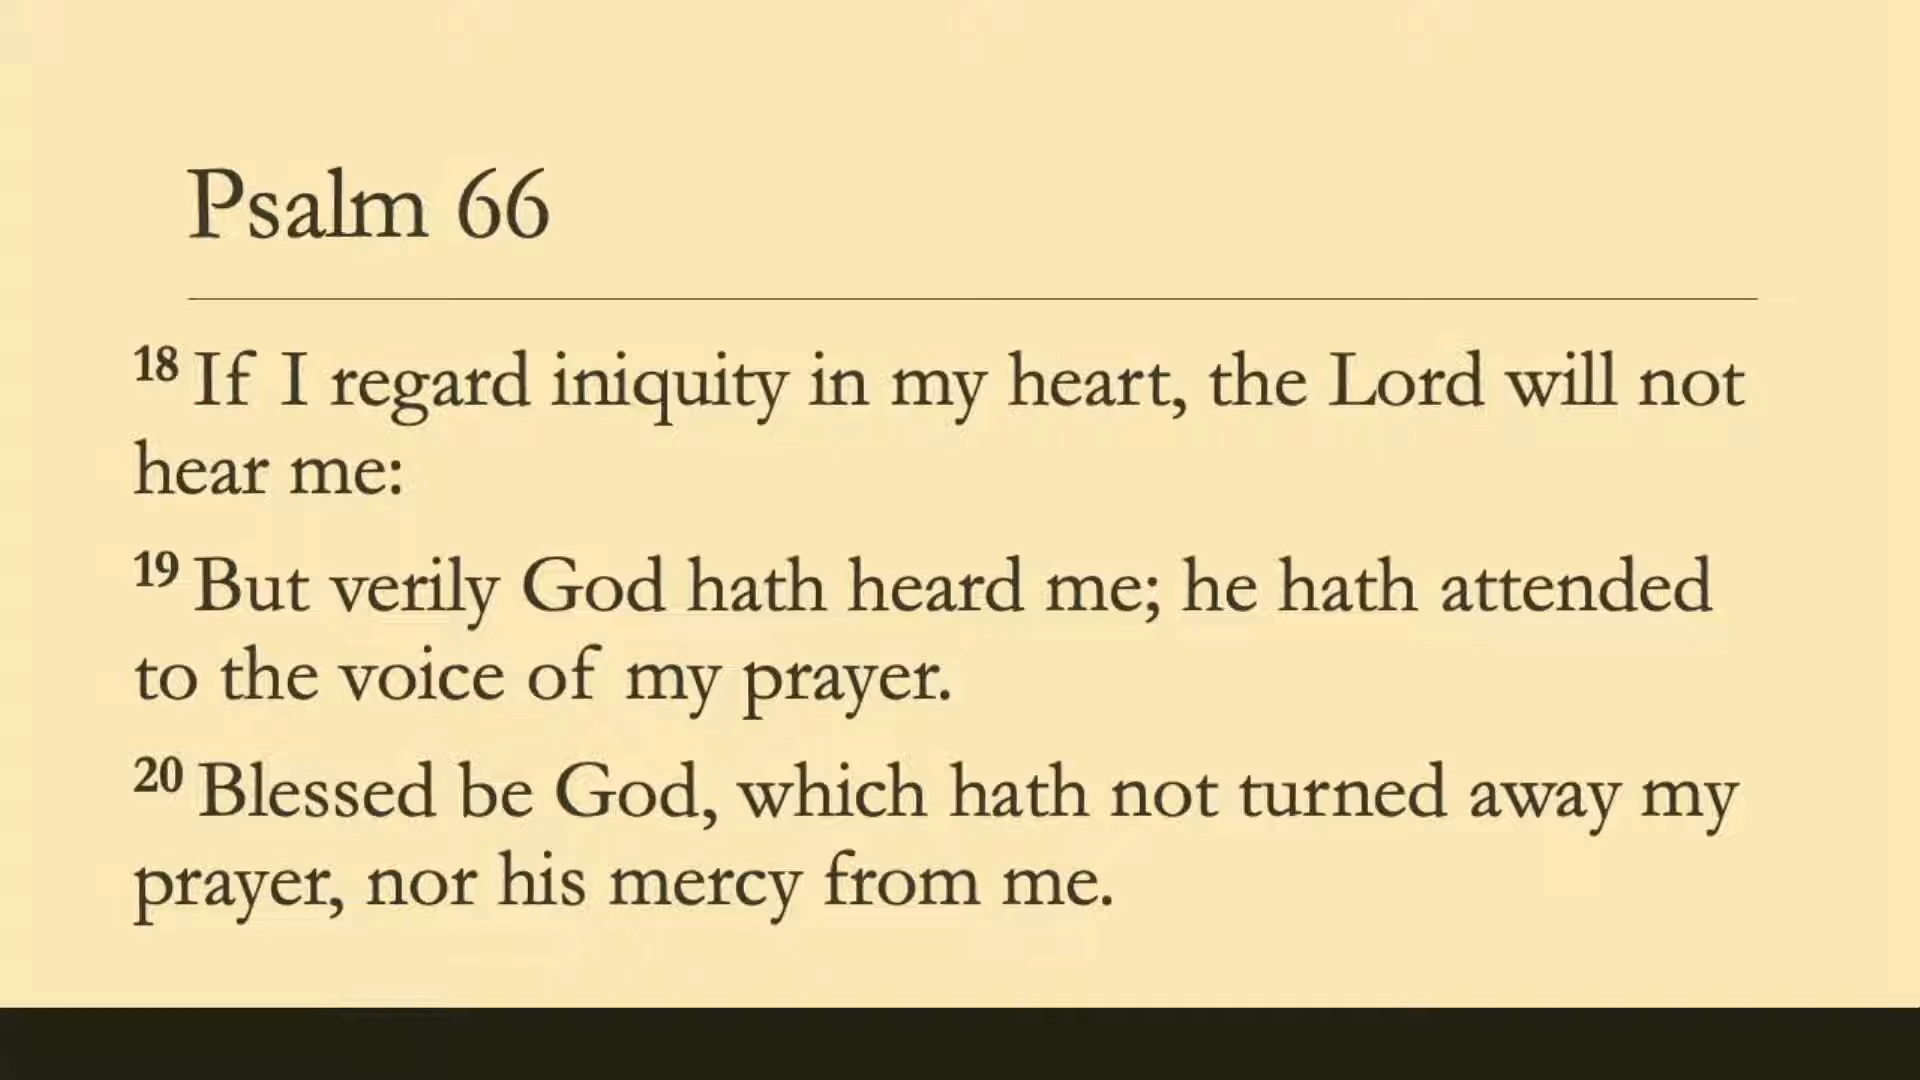 Psalm 66
18 If I regard iniquity in my heart, the Lord will not
hear me:
19 But verily God hath heard me; he hath attended
to the voice of my prayer.
20 Blessed be God, which hath not turned away my
prayer, nor his mercy from me.